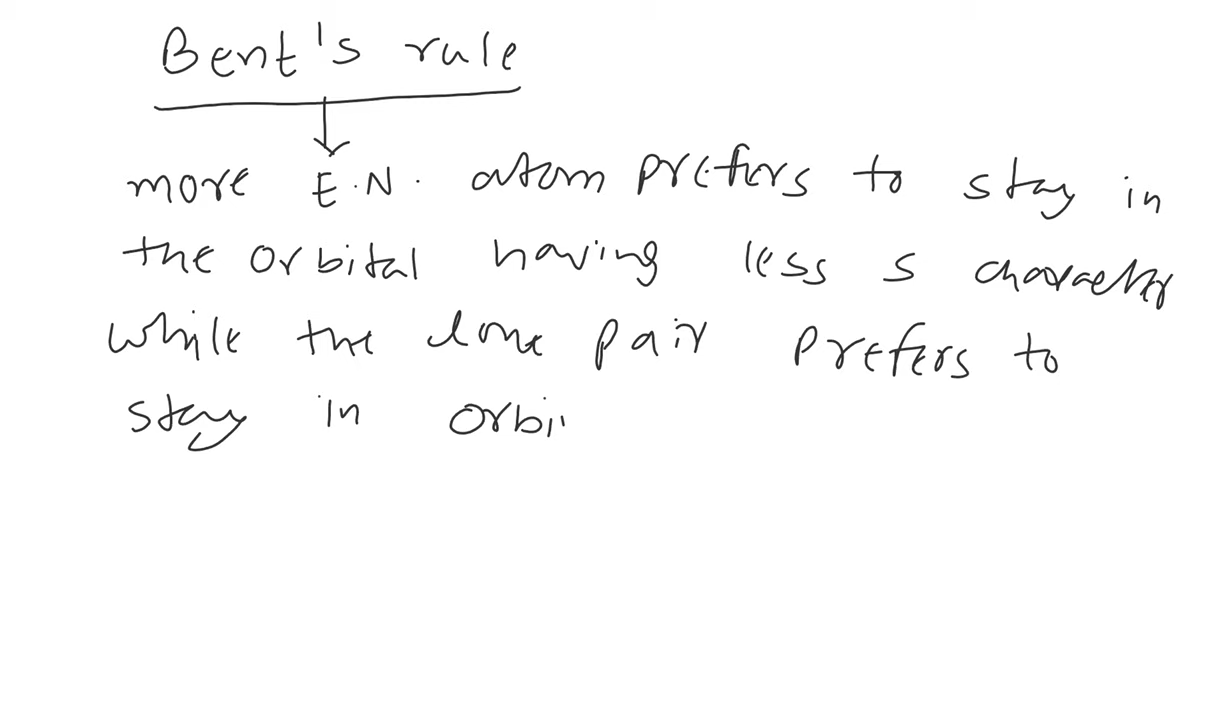 Bent's rule
more E.N. atom prefers to stay in
the orbital having less s character
while the lone pair prefers to
stay in orbi